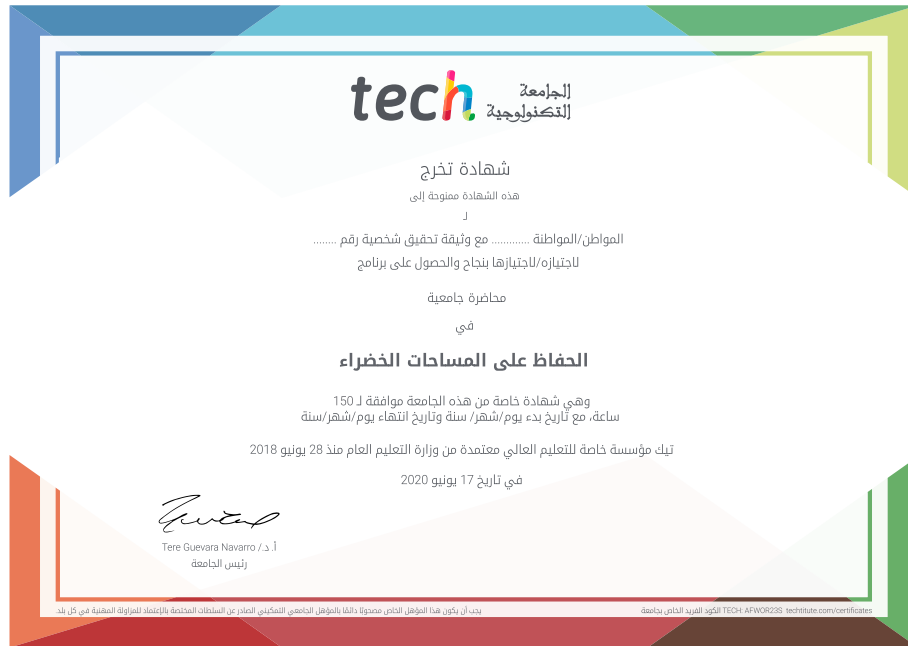 tech الجامعة
التكنولوجية
شهادة تخرج
هذه الشهادة ممنوحة إلى
لـ
المواطن/المواطنة ............. مع وثيقة تحقيق شخصية رقم ........
لاجتيازه/لاجتيازها بنجاح والحصول على برنامج
محاضرة جامعية
في
الحفاظ على المساحات الخضراء
وهي شهادة خاصة من هذه الجامعة موافقة لـ 150
ساعة، مع تاريخ بدء يوم/شهر/ سنة وتاريخ انتهاء يوم/شهر/سنة
تيك مؤسسة خاصة للتعليم العالي معتمدة من وزارة التعليم العام منذ 28 يونيو 2018
في تاريخ 17 يونيو 2020
أ. د./ Tere Guevara Navarro
رئيس الجامعة
يجب أن يكون هذا المؤهل الخاص مصحوبًا دائمًا بالمؤهل الجامعي التمكيني الصادر عن السلطات المختصة بالإعتماد للمزاولة المهنية في كل بلد.
الكود الفريد الخاص بجامعة TECH: AFWOR23S techtitute.com/certificates